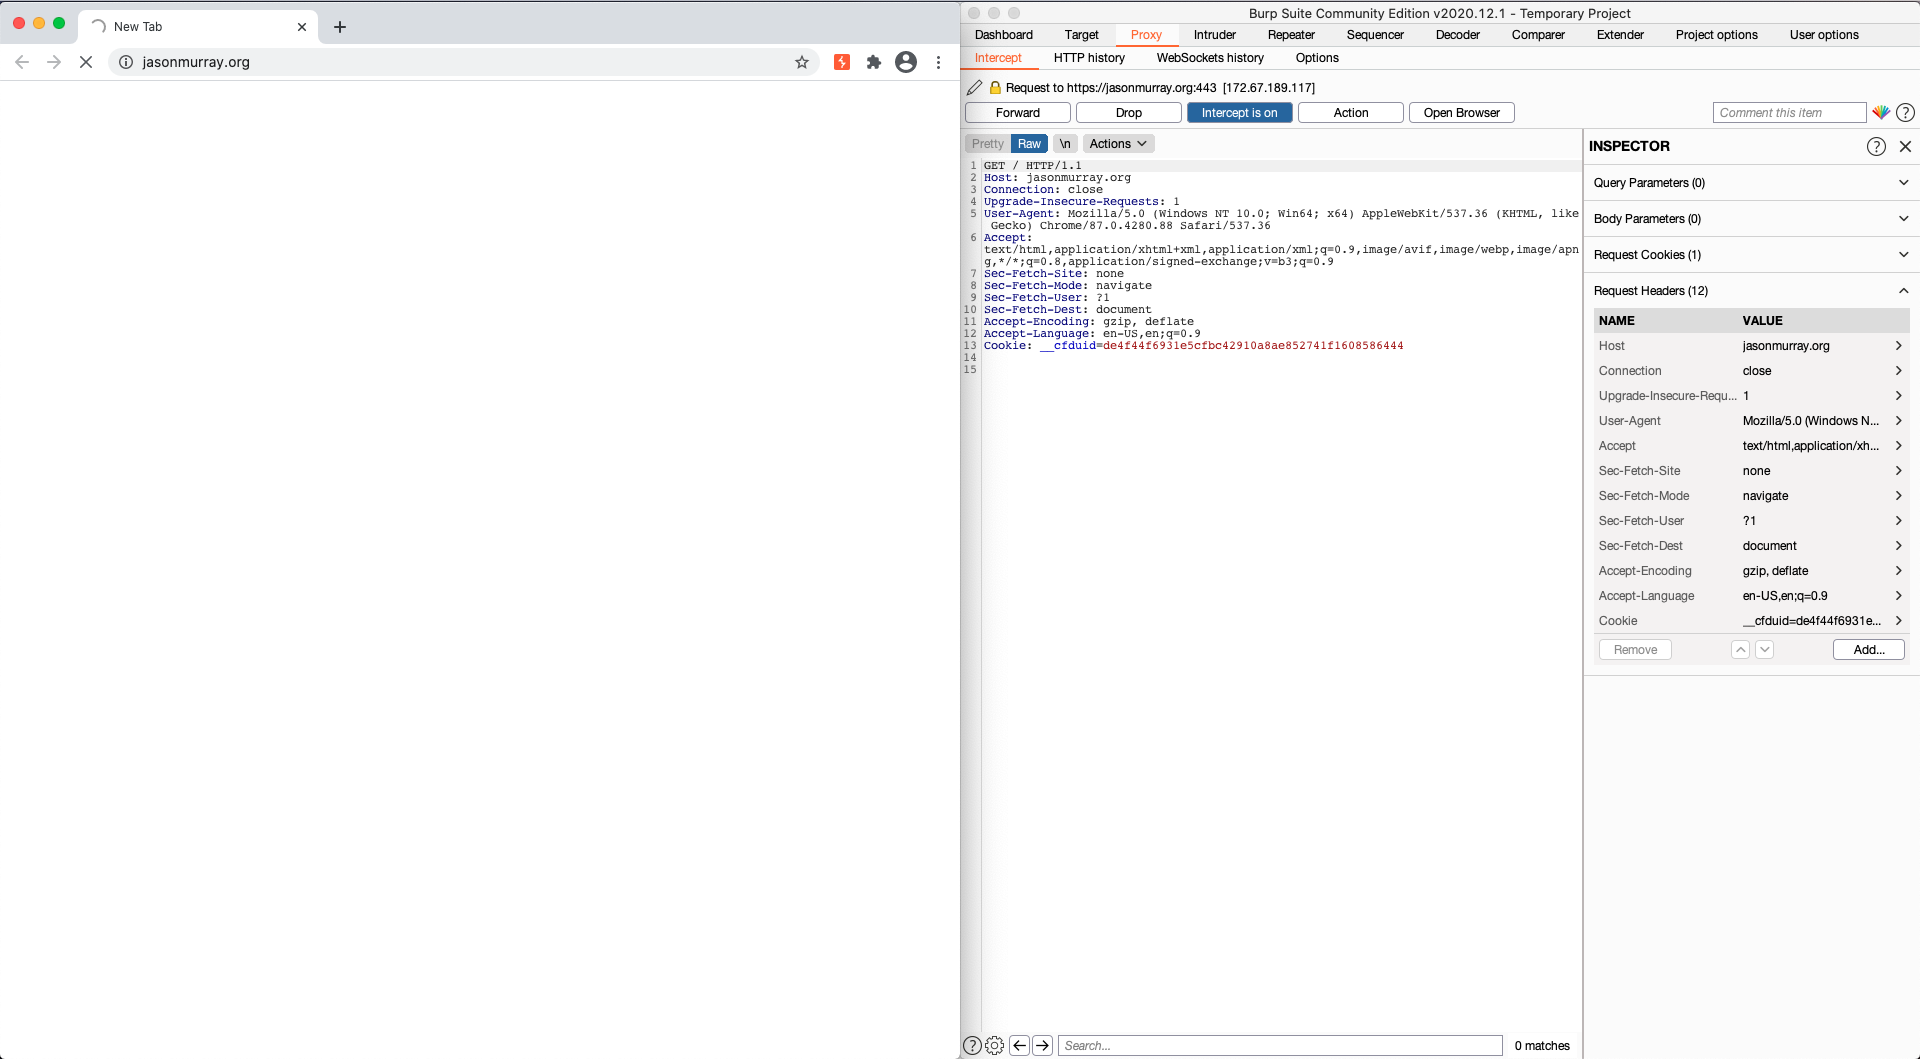 New Tab
jasonmurray.org
Burp Suite Community Edition v2020.12.1 - Temporary Project
Dashboard Target Proxy Intruder Repeater Sequencer Decoder Comparer Extender Project options User options
Intercept HTTP history WebSockets history Options
Request to https://jasonmurray.org:443 [172.67.189.117]
Forward Drop Intercept is on Action Open Browser Comment this item ?
Pretty Raw \n Actions
1 GET / HTTP/1.1
2 Host: jasonmurray.org
3 Connection: close
4 Upgrade-Insecure-Requests: 1
5 User-Agent: Mozilla/5.0 (Windows NT 10.0; Win64; x64) AppleWebKit/537.36 (KHTML, like
Gecko) Chrome/87.0.4280.88 Safari/537.36
6 Accept:
text/html,application/xhtml+xml,application/xml;q=0.9,image/avif,image/webp,image/apn
g,*/*;q=0.8,application/signed-exchange;v=b3;q=0.9
7 Sec-Fetch-Site: none
8 Sec-Fetch-Mode: navigate
9 Sec-Fetch-User: ?1
10 Sec-Fetch-Dest: document
11 Accept-Encoding: gzip, deflate
12 Accept-Language: en-US,en;q=0.9
13 Cookie: __cfduid=de4f44f6931e5cfbc42910a8ae852741f1608586444
14
15
? Search... 0 matches
INSPECTOR ?
Query Parameters (0)
Body Parameters (0)
Request Cookies (1)
Request Headers (12)
NAME VALUE
Host jasonmurray.org
Connection close
Upgrade-Insecure-Requ... 1
User-Agent Mozilla/5.0 (Windows N...
Accept text/html,application/xh...
Sec-Fetch-Site none
Sec-Fetch-Mode navigate
Sec-Fetch-User ?1
Sec-Fetch-Dest document
Accept-Encoding gzip, deflate
Accept-Language en-US,en;q=0.9
Cookie __cfduid=de4f44f6931e...
Remove Add...